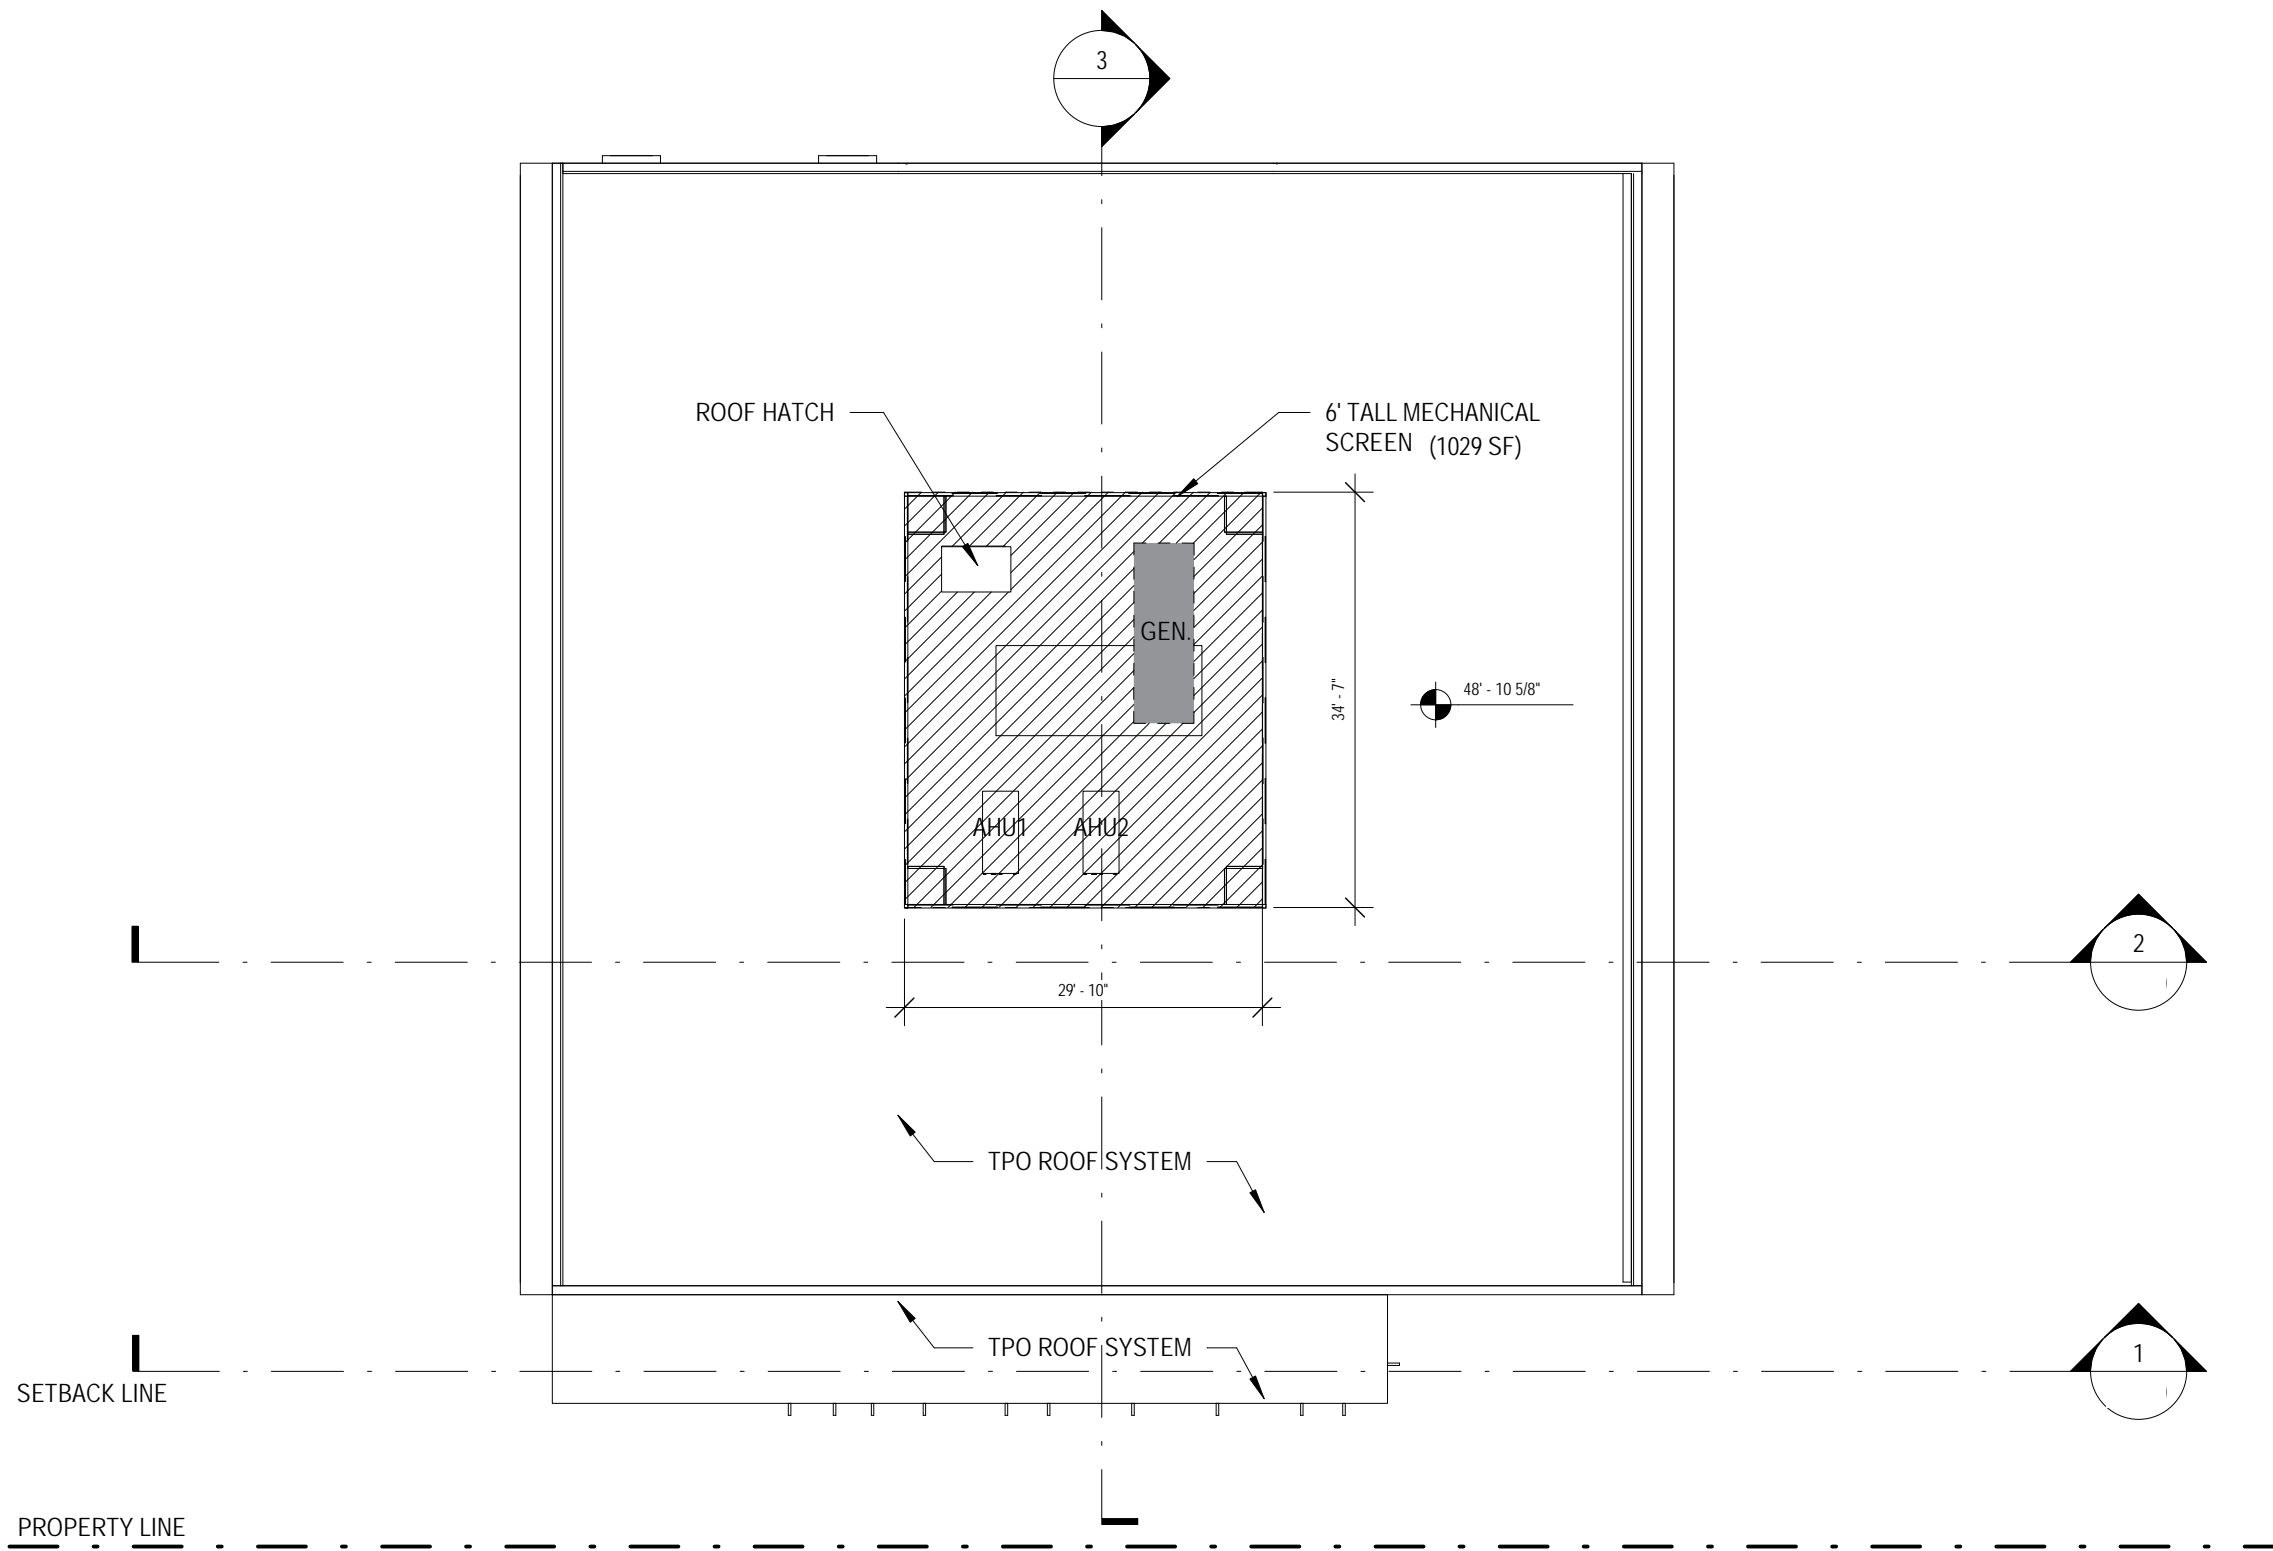 3
ROOF HATCH
6' TALL MECHANICAL
SCREEN (1029 SF)
GEN.
34' - 7"
48' - 10 5/8"
AHU1
AHU2
2
29' - 10"
TPO ROOF SYSTEM
TPO ROOF SYSTEM
1
SETBACK LINE
PROPERTY LINE